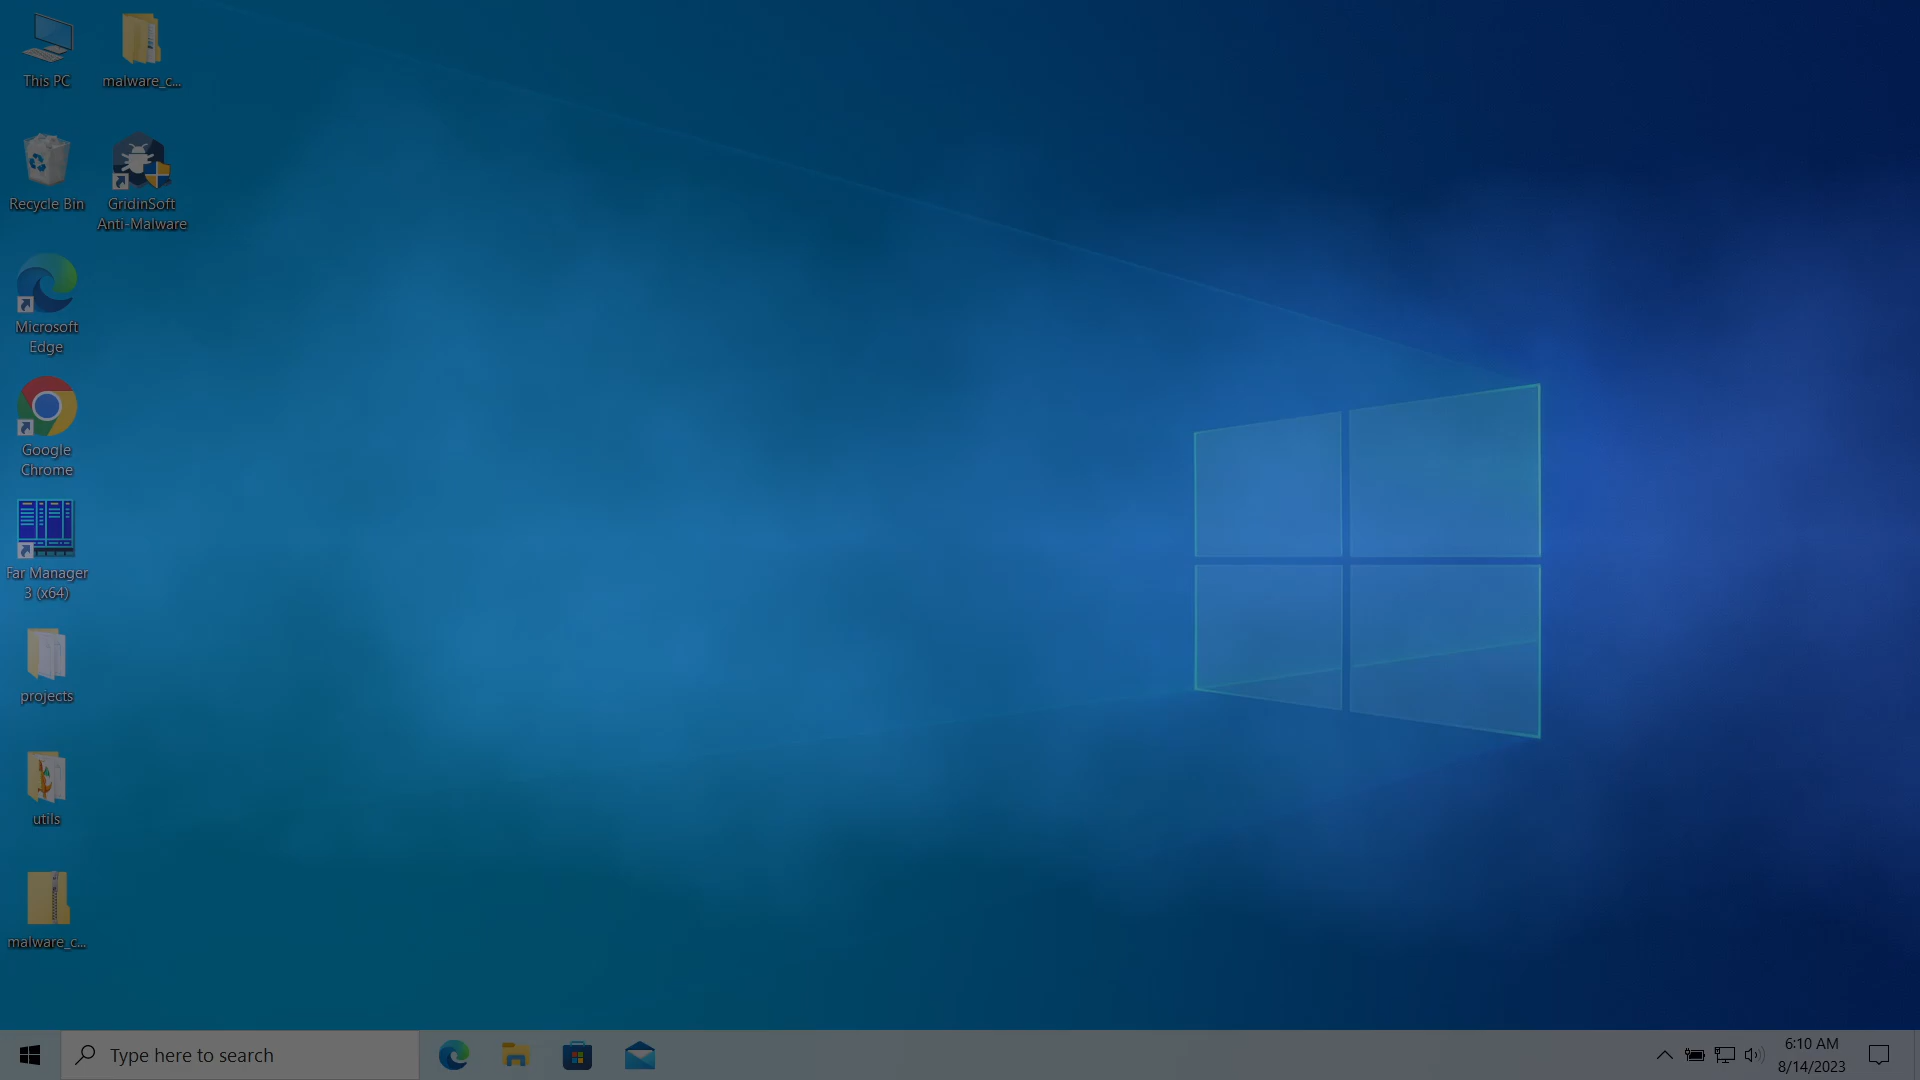 This PC
malware_c...
Recycle Bin
GridinSoft
Anti-Malware
Microsoft
Edge
Google
Chrome
Far Manager
3 (x64)
projects
utils
malware_c...
Type here to search
6:10 AM
8/14/2023